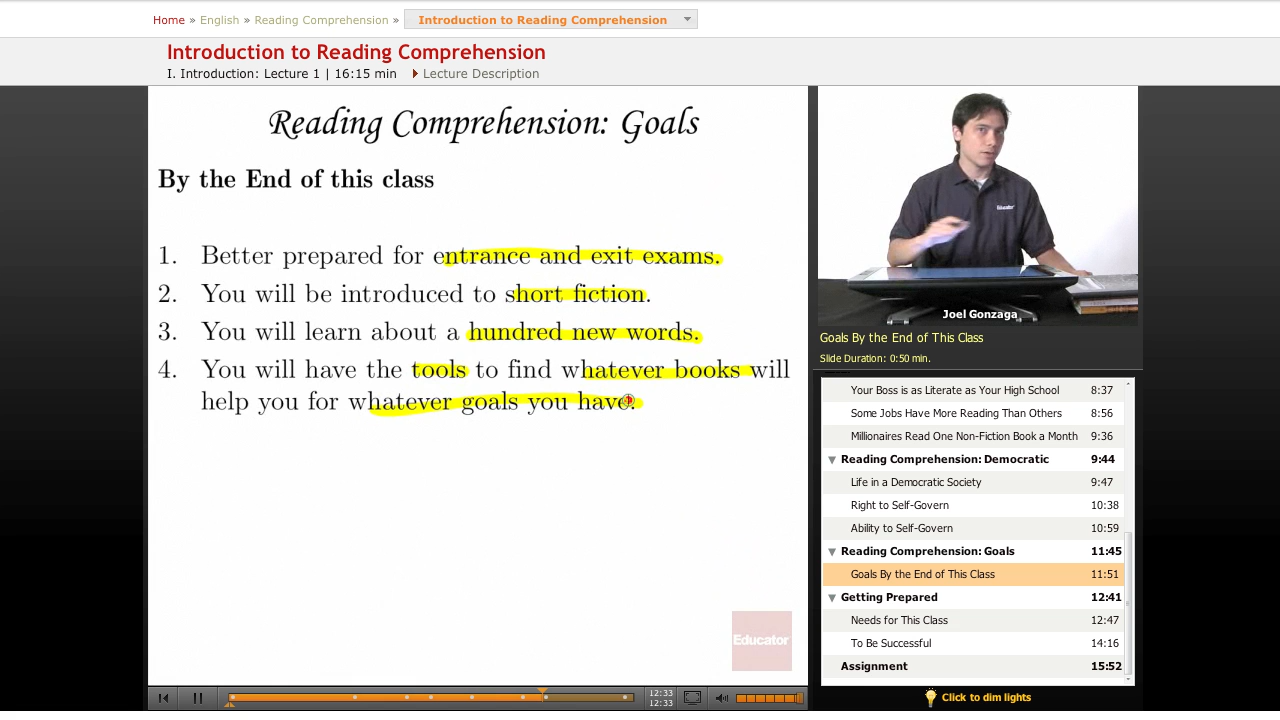 Home » English » Reading Comprehension » Introduction to Reading Comprehension
Introduction to Reading Comprehension
I. Introduction: Lecture 1 | 16:15 min Lecture Description
Reading Comprehension: Goals
By the End of this class
1. Better prepared for entrance and exit exams.
2. You will be introduced to short fiction.
3. You will learn about a hundred new words.
4. You will have the tools to find whatever books will
help you for whatever goals you have.
Educator
12:33
12:33
Educator
Joel Gonzaga
Goals By the End of This Class
Slide Duration: 0:50 min.
Your Boss is as Literate as Your High School 8:37
Some Jobs Have More Reading Than Others 8:56
Millionaires Read One Non-Fiction Book a Month 9:36
Reading Comprehension: Democratic 9:44
Life in a Democratic Society 9:47
Right to Self-Govern 10:38
Ability to Self-Govern 10:59
Reading Comprehension: Goals 11:45
Goals By the End of This Class 11:51
Getting Prepared 12:41
Needs for This Class 12:47
To Be Successful 14:16
Assignment 15:52
Click to dim lights